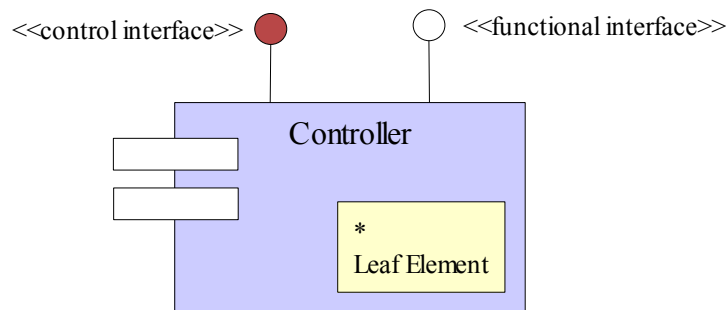 <<control interface>>
<<functional interface>>
Controller
*
Leaf Element